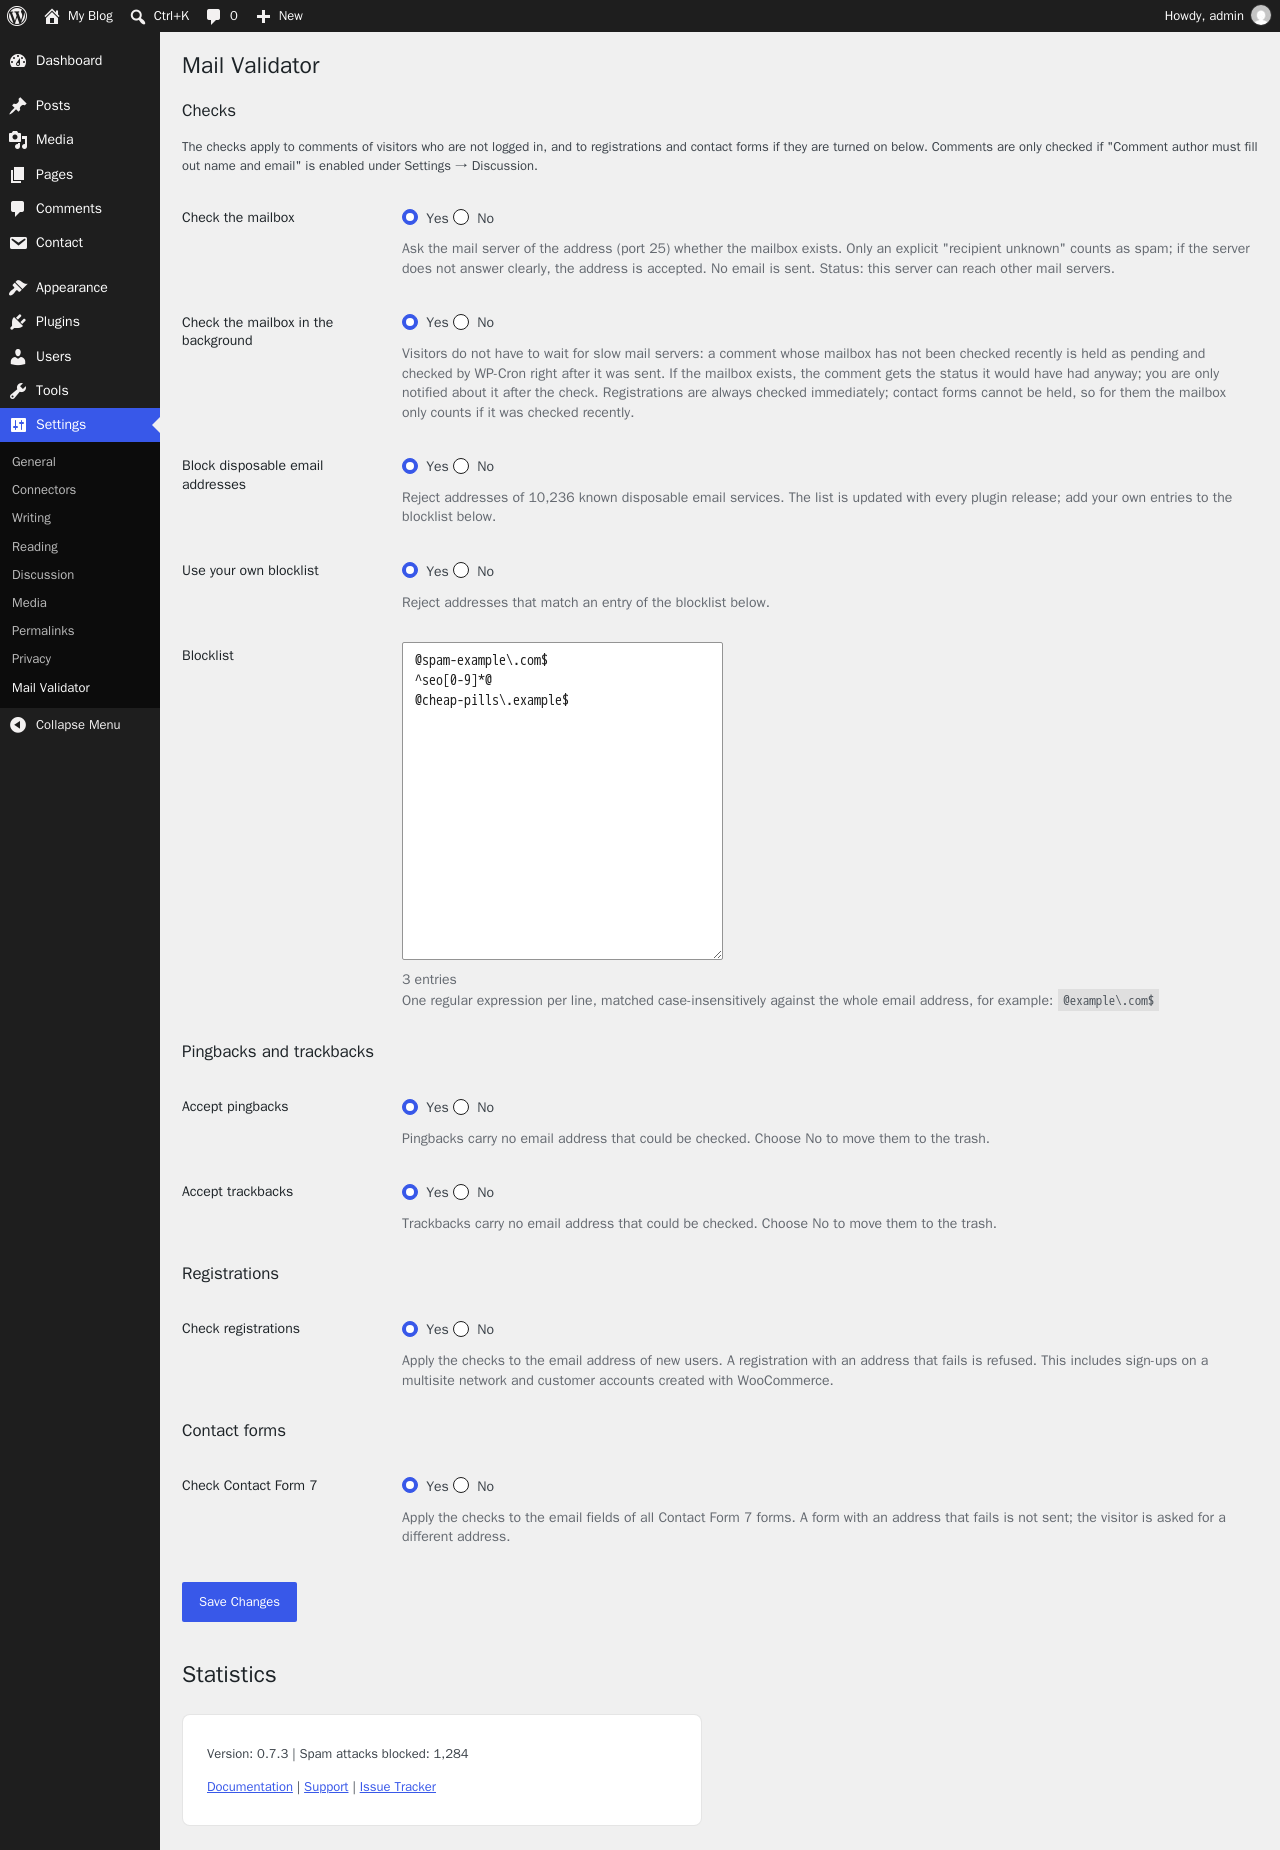 My Blog
Ctrl+K
0
New
Howdy, admin
Dashboard
Posts
Media
Pages
Comments
Contact
Appearance
Plugins
Users
Tools
Settings
General
Connectors
Writing
Reading
Discussion
Media
Permalinks
Privacy
Mail Validator
Collapse Menu
Mail Validator
Checks
The checks apply to comments of visitors who are not logged in, and to registrations and contact forms if they are turned on below. Comments are only checked if "Comment author must fill
out name and email" is enabled under Settings → Discussion.
Check the mailbox
Yes No
Ask the mail server of the address (port 25) whether the mailbox exists. Only an explicit "recipient unknown" counts as spam; if the server
does not answer clearly, the address is accepted. No email is sent. Status: this server can reach other mail servers.
Check the mailbox in the
background
Yes No
Visitors do not have to wait for slow mail servers: a comment whose mailbox has not been checked recently is held as pending and
checked by WP-Cron right after it was sent. If the mailbox exists, the comment gets the status it would have had anyway; you are only
notified about it after the check. Registrations are always checked immediately; contact forms cannot be held, so for them the mailbox
only counts if it was checked recently.
Block disposable email
addresses
Yes No
Reject addresses of 10,236 known disposable email services. The list is updated with every plugin release; add your own entries to the
blocklist below.
Use your own blocklist
Yes No
Reject addresses that match an entry of the blocklist below.
Blocklist
@spam-example\.com$
^seo[0-9]*@
@cheap-pills\.example$
3 entries
One regular expression per line, matched case-insensitively against the whole email address, for example: @example\.com$
Pingbacks and trackbacks
Accept pingbacks
Yes No
Pingbacks carry no email address that could be checked. Choose No to move them to the trash.
Accept trackbacks
Yes No
Trackbacks carry no email address that could be checked. Choose No to move them to the trash.
Registrations
Check registrations
Yes No
Apply the checks to the email address of new users. A registration with an address that fails is refused. This includes sign-ups on a
multisite network and customer accounts created with WooCommerce.
Contact forms
Check Contact Form 7
Yes No
Apply the checks to the email fields of all Contact Form 7 forms. A form with an address that fails is not sent; the visitor is asked for a
different address.
Save Changes
Statistics
Version: 0.7.3 | Spam attacks blocked: 1,284
Documentation | Support | Issue Tracker